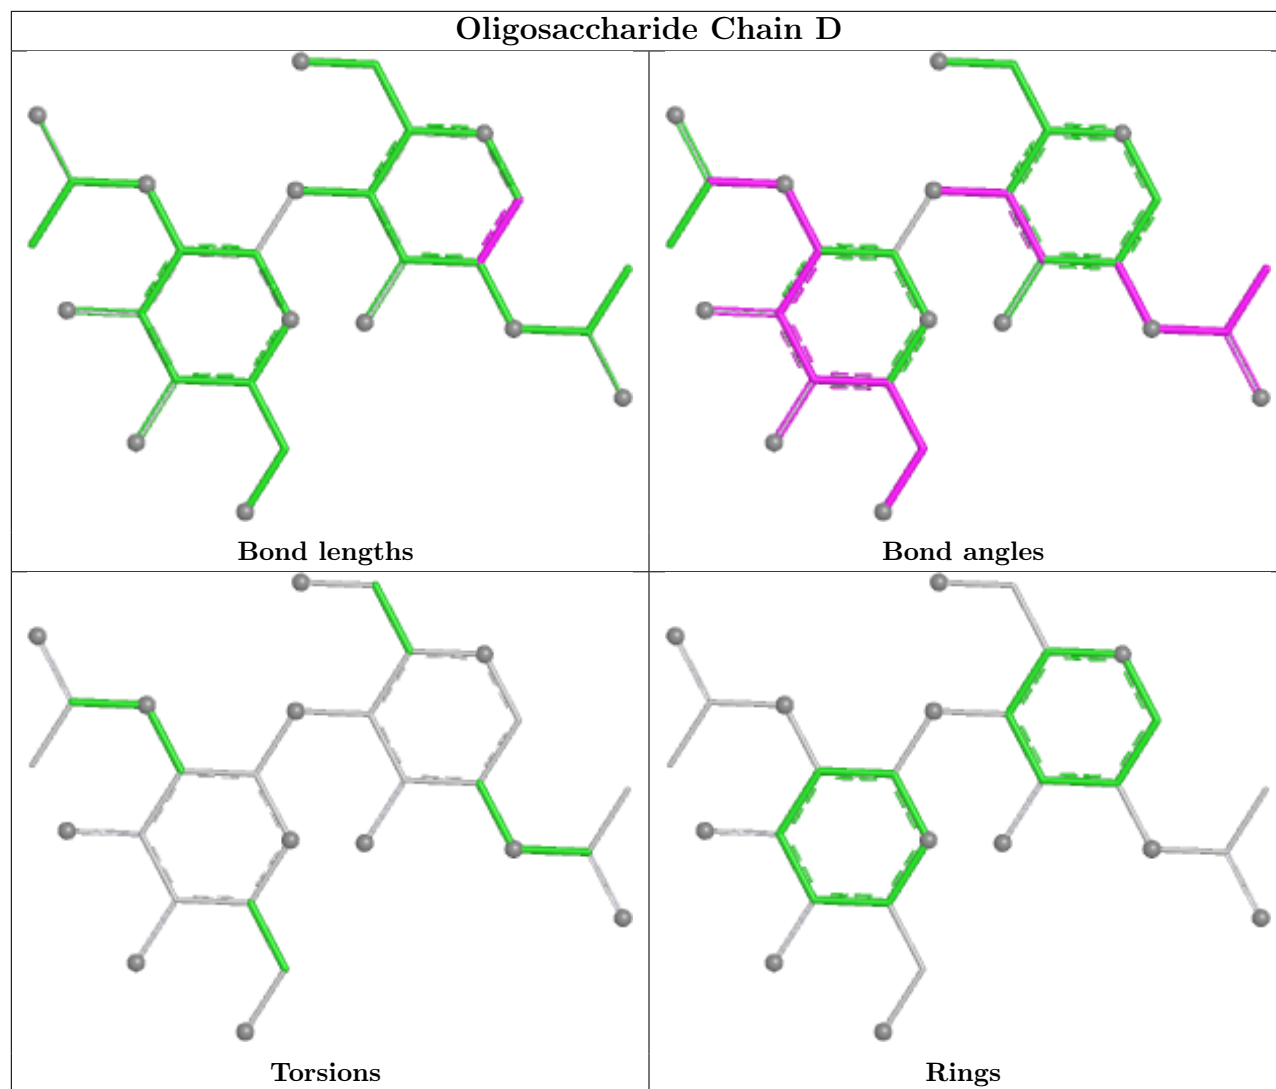 Oligosaccharide Chain D
Bond lengths
Bond angles
Torsions
Rings